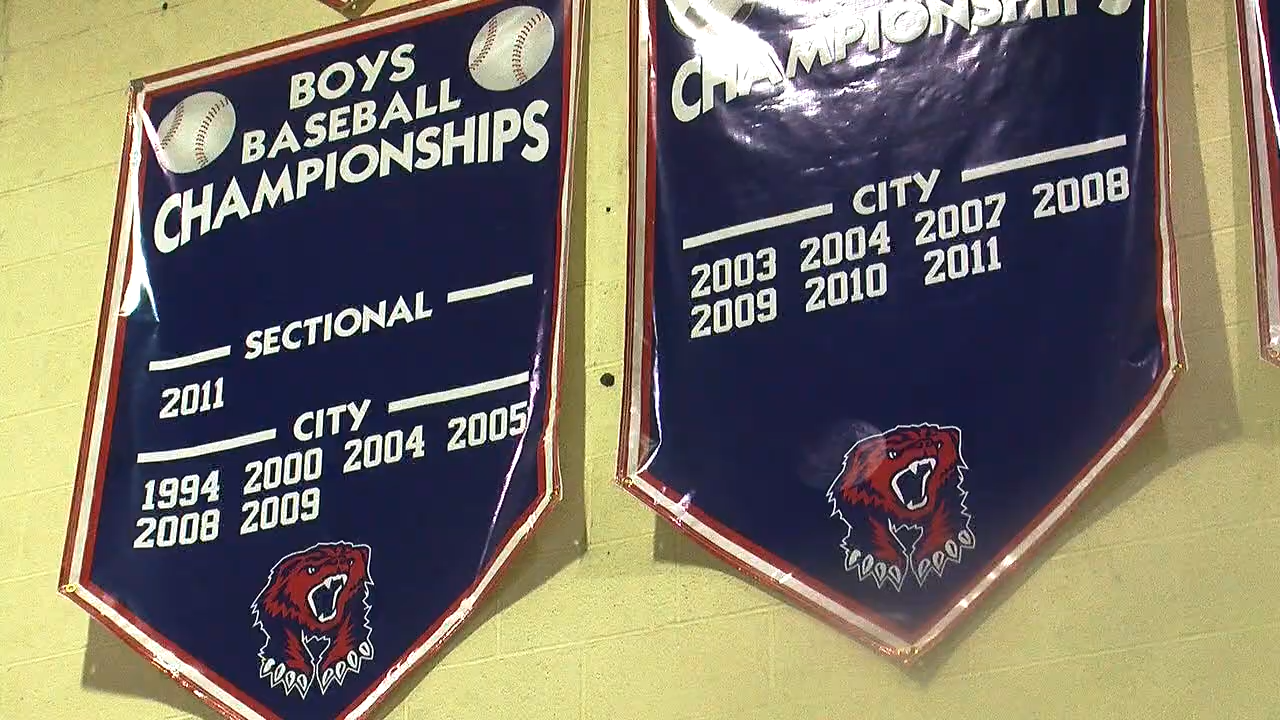 BOYS
BASEBALL
CHAMPIONSHIPS
SECTIONAL
2011
CITY
1994 2000 2004 2005
2008 2009
CHAMPIONSHIPS
CITY
2003 2004 2007 2008
2009 2010 2011